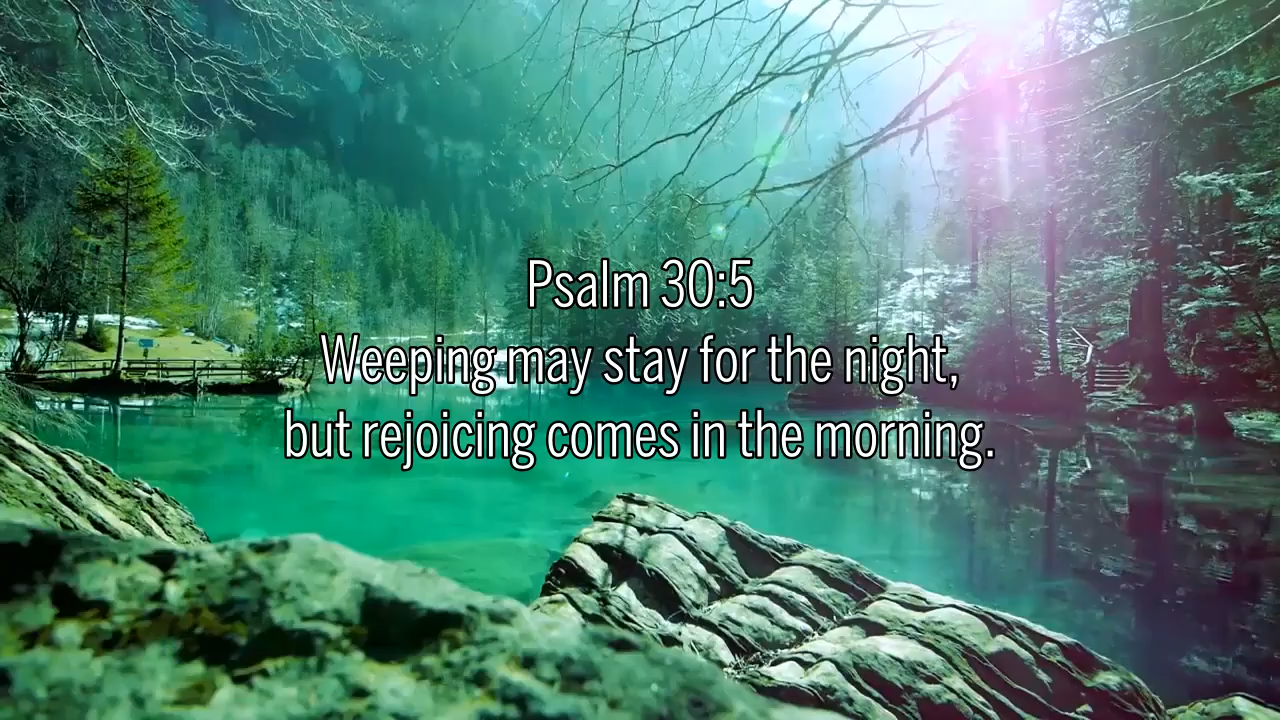 Psalm 30:5
Weeping may stay for the night,
but rejoicing comes in the morning.